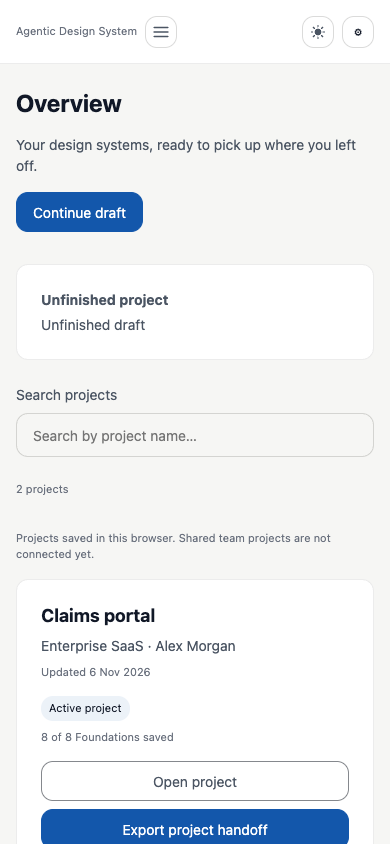 Agentic Design System
Overview
Your design systems, ready to pick up where you left
off.
Continue draft
Unfinished project
Unfinished draft
Search projects
Search by project name...
2 projects
Projects saved in this browser. Shared team projects are not
connected yet.
Claims portal
Enterprise SaaS · Alex Morgan
Updated 6 Nov 2026
Active project
8 of 8 Foundations saved
Open project
Export project handoff